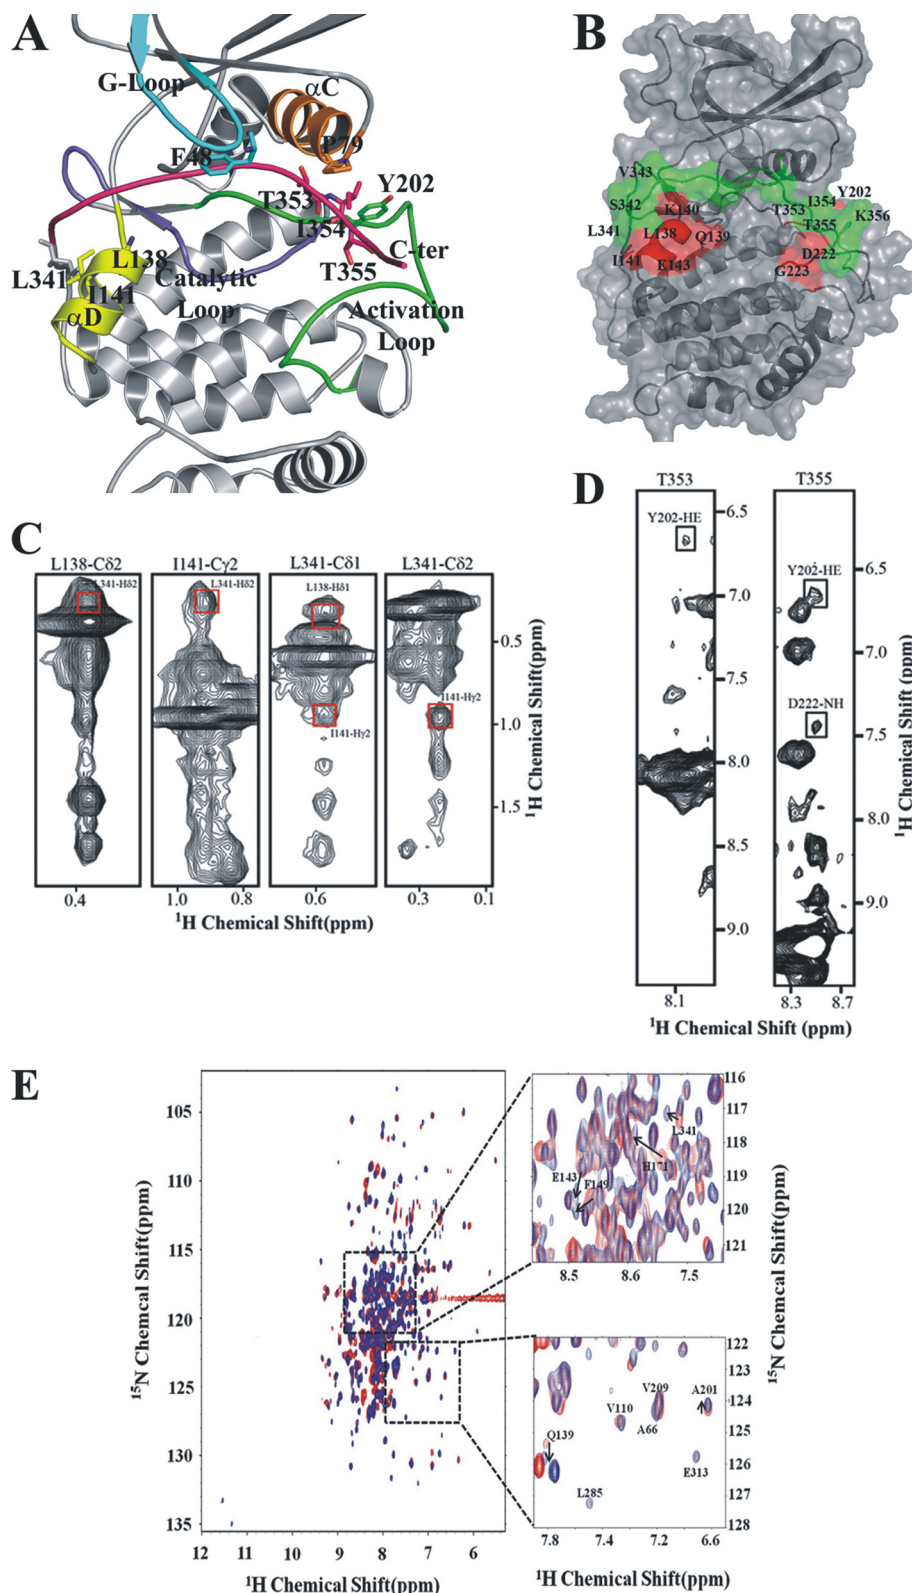 A
G-Loop
αC
F48
P79
Y202
T353
I354
C-ter
L341
L138
T355
I141
Catalytic
Loop
αD
Activation
Loop
B
V343
S342
K140
I354
Y202
T353
K356
L341
L138
Q139
T355
I141
E143
D222
G223
C
L138-Cδ2
I141-Cγ2
L341-Cδ1
L341-Cδ2
L341-Hδ2
L341-Hδ2
L138-Hδ1
I141-Hγ2
I141-Hγ2
0.5
1.0
1.5
0.4
1.0
0.8
0.6
0.3
0.1
¹H Chemical Shift(ppm)
¹H Chemical Shift(ppm)
D
T353
T355
Y202-HE
6.5
7.0
7.5
8.0
8.5
9.0
8.1
Y202-HE
D222-NH
6.5
7.0
7.5
8.0
9.0
8.3
8.7
¹H Chemical Shift (ppm)
¹H Chemical Shift(ppm)
E
105
110
115
120
125
130
135
12
11
10
9
8
7
6
¹⁵N Chemcal Shift(ppm)
¹H Chemical Shift(ppm)
L341
H171
E143
F149
116
117
118
119
120
121
8.5
8.6
7.5
¹⁵N Chemical Shift(ppm)
V209
A201
V110
A66
Q139
E313
L285
122
123
124
125
126
127
128
7.8
7.4
7.2
6.8
6.6
¹H Chemical Shift(ppm)